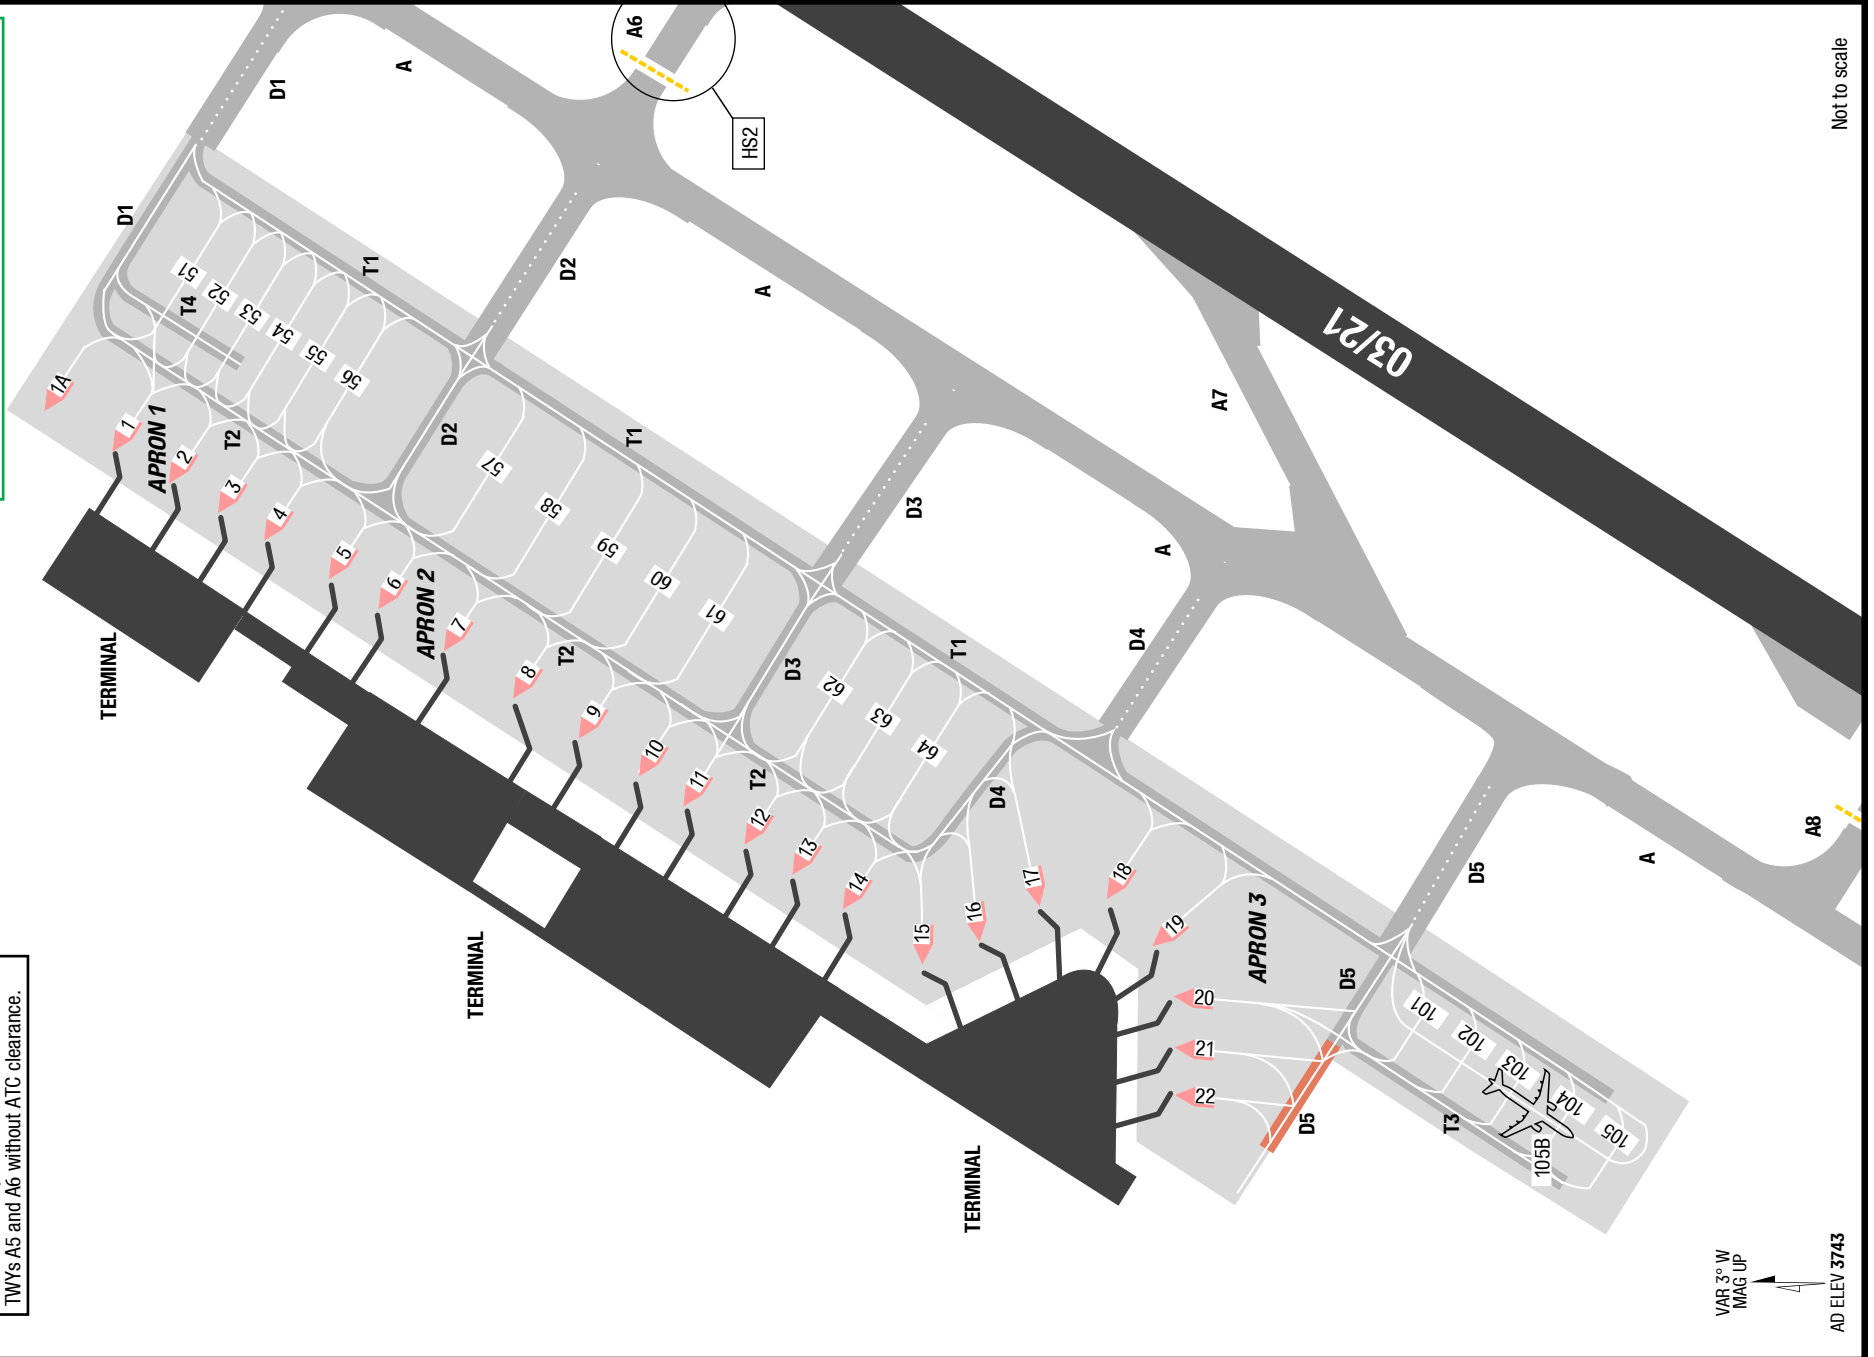 A6
D1
A
HS2
Not to scale
D1
T1
D2
51
T4
52
53
54
55
56
A
03/21
1A
1
APRON 1
2
T2
3
4
D2
T1
A7
57
58
5
6
APRON 2
59
D3
A
7
60
61
TERMINAL
8
T2
D3
T1
D4
62
9
63
10
64
11
T2
D4
12
13
14
A8
A
17
18
D5
16
15
19
APRON 3
TERMINAL
20
D5
101
21
102
22
103
104
D5
T3
105
105B
TERMINAL
TWYs A5 and A6 without ATC clearance.
VAR 3° W
MAG UP
AD ELEV 3743